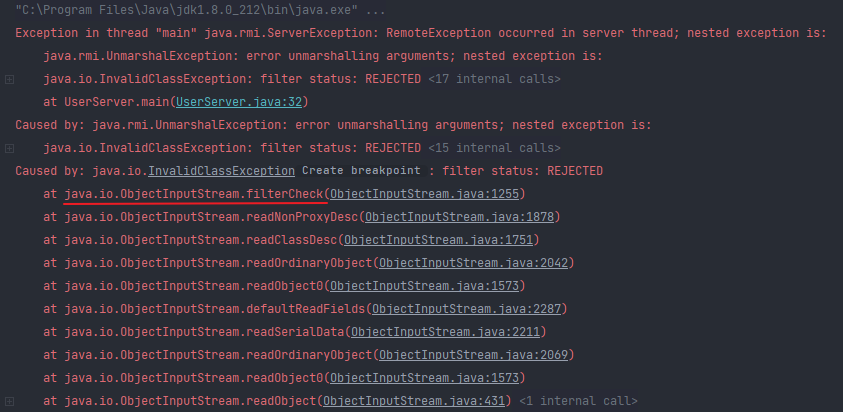 "C:\Program Files\Java\jdk1.8.0_212\bin\java.exe" ...
Exception in thread "main" java.rmi.ServerException: RemoteException occurred in server thread; nested exception is:
java.rmi.UnmarshalException: error unmarshalling arguments; nested exception is:
java.io.InvalidClassException: filter status: REJECTED <17 internal calls>
at UserServer.main(UserServer.java:32)
Caused by: java.rmi.UnmarshalException: error unmarshalling arguments; nested exception is:
java.io.InvalidClassException: filter status: REJECTED <15 internal calls>
Caused by: java.io.InvalidClassException Create breakpoint : filter status: REJECTED
at java.io.ObjectInputStream.filterCheck(ObjectInputStream.java:1255)
at java.io.ObjectInputStream.readNonProxyDesc(ObjectInputStream.java:1878)
at java.io.ObjectInputStream.readClassDesc(ObjectInputStream.java:1751)
at java.io.ObjectInputStream.readOrdinaryObject(ObjectInputStream.java:2042)
at java.io.ObjectInputStream.readObject0(ObjectInputStream.java:1573)
at java.io.ObjectInputStream.defaultReadFields(ObjectInputStream.java:2287)
at java.io.ObjectInputStream.readSerialData(ObjectInputStream.java:2211)
at java.io.ObjectInputStream.readOrdinaryObject(ObjectInputStream.java:2069)
at java.io.ObjectInputStream.readObject0(ObjectInputStream.java:1573)
at java.io.ObjectInputStream.readObject(ObjectInputStream.java:431) <1 internal call>